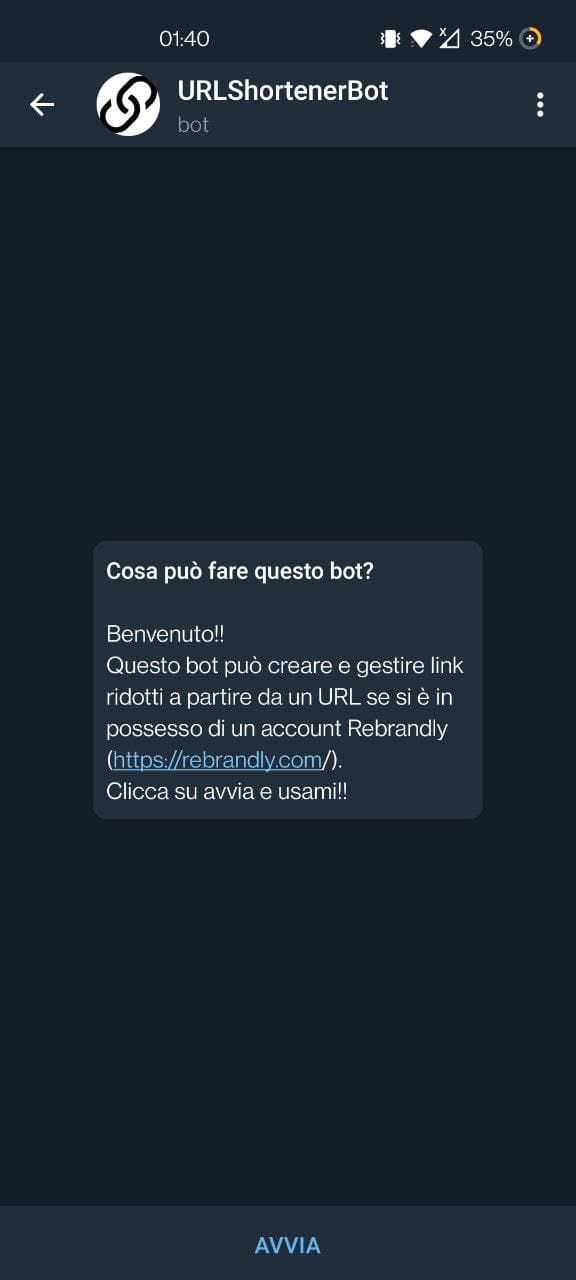 01:40
35%
URLShortenerBot
bot
Cosa può fare questo bot?
Benvenuto!!
Questo bot può creare e gestire link
ridotti a partire da un URL se si è in
possesso di un account Rebrandly
(https://rebrandly.com/).
Clicca su avvia e usami!!
AVVIA